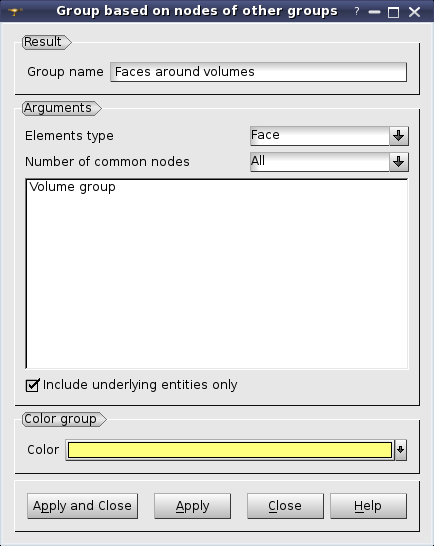 Group based on nodes of other groups ?
Result
Group name Faces around volumes
Arguments
Elements type Face
Number of common nodes All
Volume group
Include underlying entities only
Color group
Color
Apply and Close Apply Close Help